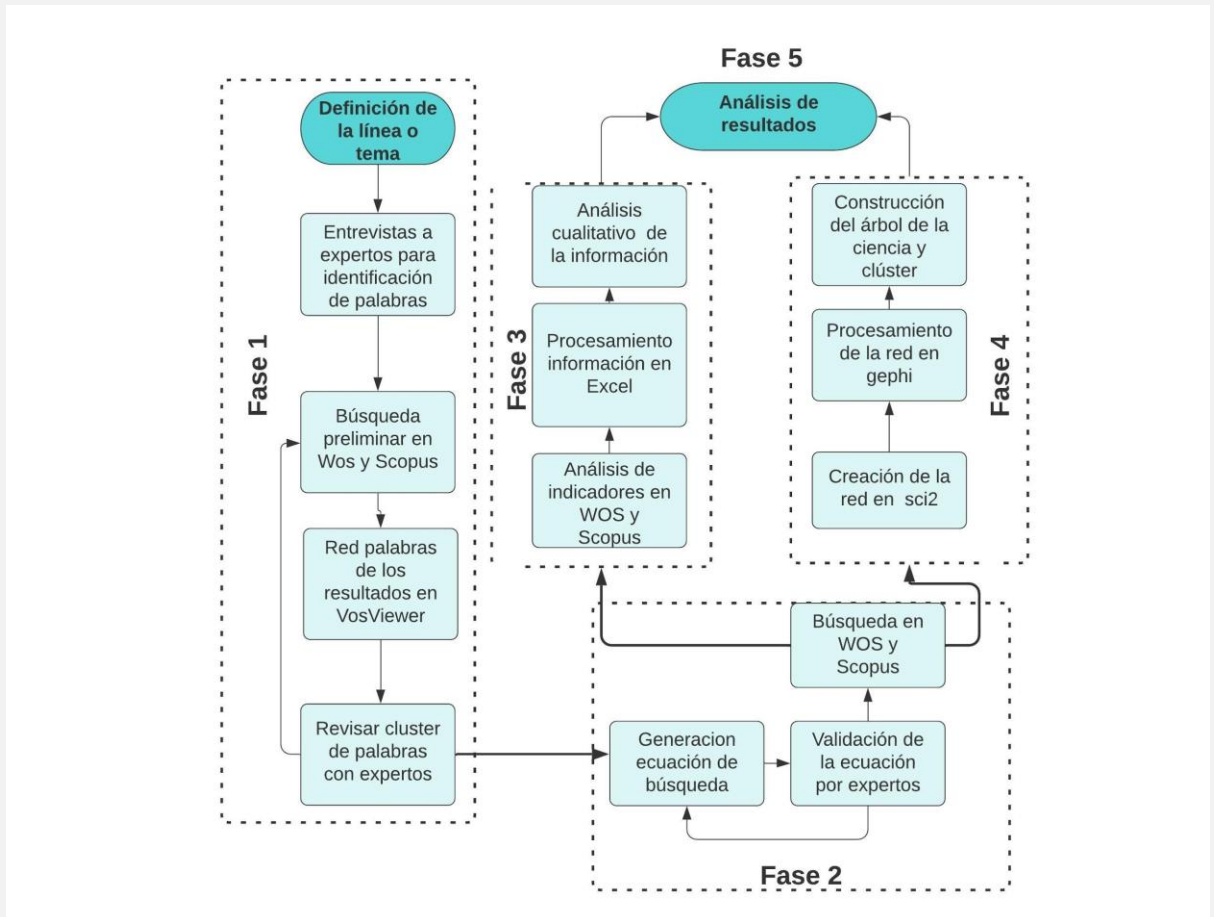 Fase 1
Definición de
la línea o
tema
Entrevistas a
expertos para
identificación
de palabras
Búsqueda
preliminar en
Wos y Scopus
Red palabras
de los
resultados en
VosViewer
Revisar cluster
de palabras
con expertos
Fase 2
Generacion
ecuación de
búsqueda
Validación de
la ecuación
por expertos
Búsqueda en
WOS y
Scopus
Fase 3
Análisis de
indicadores en
WOS y
Scopus
Procesamiento
información en
Excel
Análisis
cualitativo de
la información
Fase 4
Creación de la
red en sci2
Procesamiento
de la red en
gephi
Construcción
del árbol de la
ciencia y
clúster
Fase 5
Análisis de
resultados